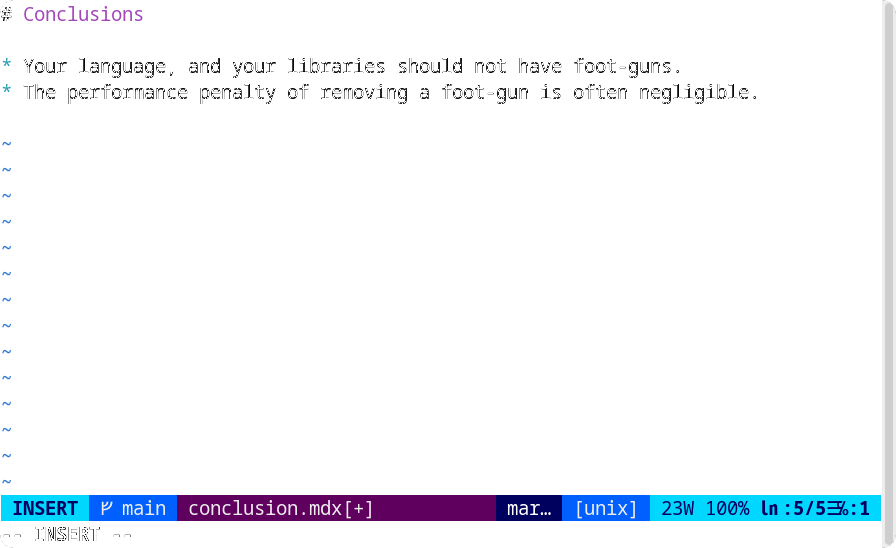 # Conclusions
* Your language, and your libraries should not have foot-guns.
* The performance penalty of removing a foot-gun is often negligible.
~
~
~
~
~
~
~
~
~
~
~
~
~
~
INSERT main conclusion.mdx[+] mar… [unix] 23W 100% ln :5/5☰%:1
-- INSERT --